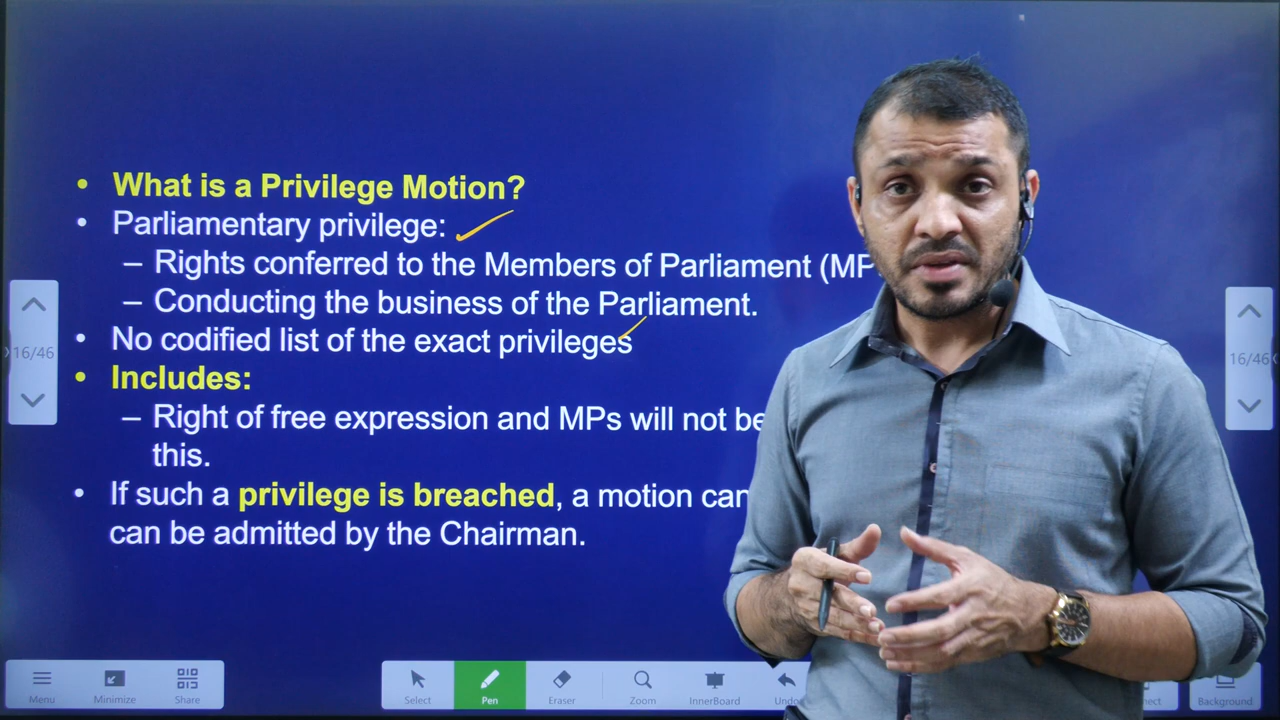 • What is a Privilege Motion?
• Parliamentary privilege:
– Rights conferred to the Members of Parliament (MP
– Conducting the business of the Parliament.
• No codified list of the exact privileges
• Includes:
– Right of free expression and MPs will not be
this.
• If such a privilege is breached, a motion can
can be admitted by the Chairman.
16/46
16/46
Menu
Minimize
Share
Select
Pen
Eraser
Zoom
InnerBoard
Undo
Background